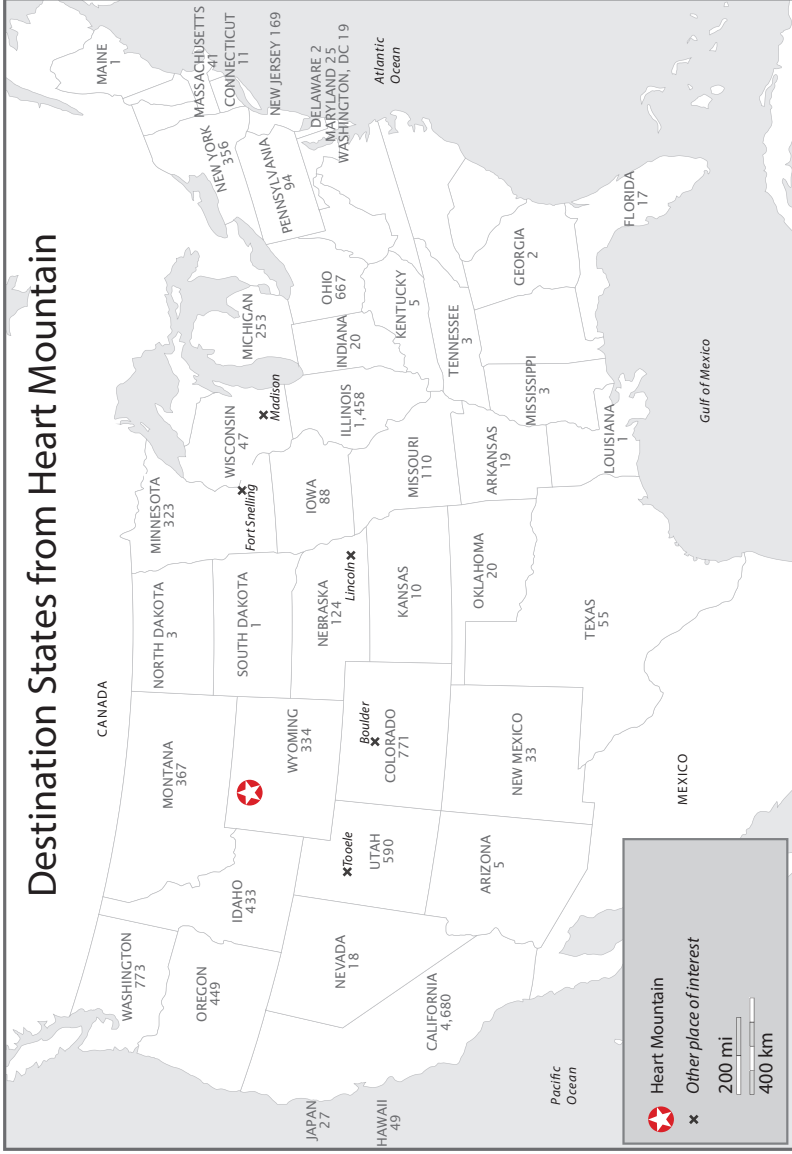 Destination States from Heart Mountain
CANADA
WASHINGTON
773
OREGON
449
IDAHO
433
MONTANA
367
NORTH DAKOTA
3
MINNESOTA
323
SOUTH DAKOTA
1
WYOMING
334
Fort Snelling
WISCONSIN
47
Madison
MICHIGAN
253
NEW YORK
356
MAINE
1
MASSACHUSETTS
41
CONNECTICUT
11
NEW JERSEY 169
PENNSYLVANIA
94
DELAWARE 2
MARYLAND 25
WASHINGTON, DC 19
Atlantic
Ocean
JAPAN
27
HAWAII
49
NEVADA
18
CALIFORNIA
4,680
Tooele
UTAH
590
Boulder
COLORADO
771
NEBRASKA
124
Lincoln
IOWA
88
ILLINOIS
1,458
INDIANA
20
OHIO
667
KANSAS
10
MISSOURI
110
KENTUCKY
5
TENNESSEE
3
ARIZONA
5
NEW MEXICO
33
OKLAHOMA
20
ARKANSAS
19
MISSISSIPPI
3
GEORGIA
2
TEXAS
55
LOUISIANA
1
FLORIDA
17
Pacific
Ocean
MEXICO
Gulf of Mexico
Heart Mountain
Other place of interest
200 mi
400 km